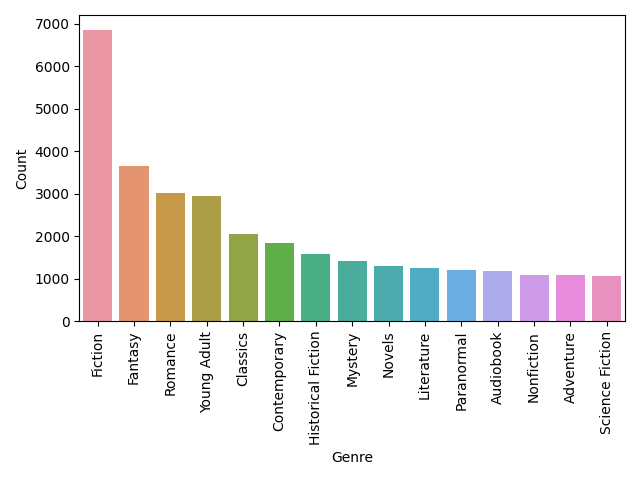 7000
6000
5000
4000
3000
2000
1000
0
Count
Fiction
Fantasy
Romance
Young Adult
Classics
Contemporary
Historical Fiction
Mystery
Novels
Literature
Paranormal
Audiobook
Nonfiction
Adventure
Science Fiction
Genre